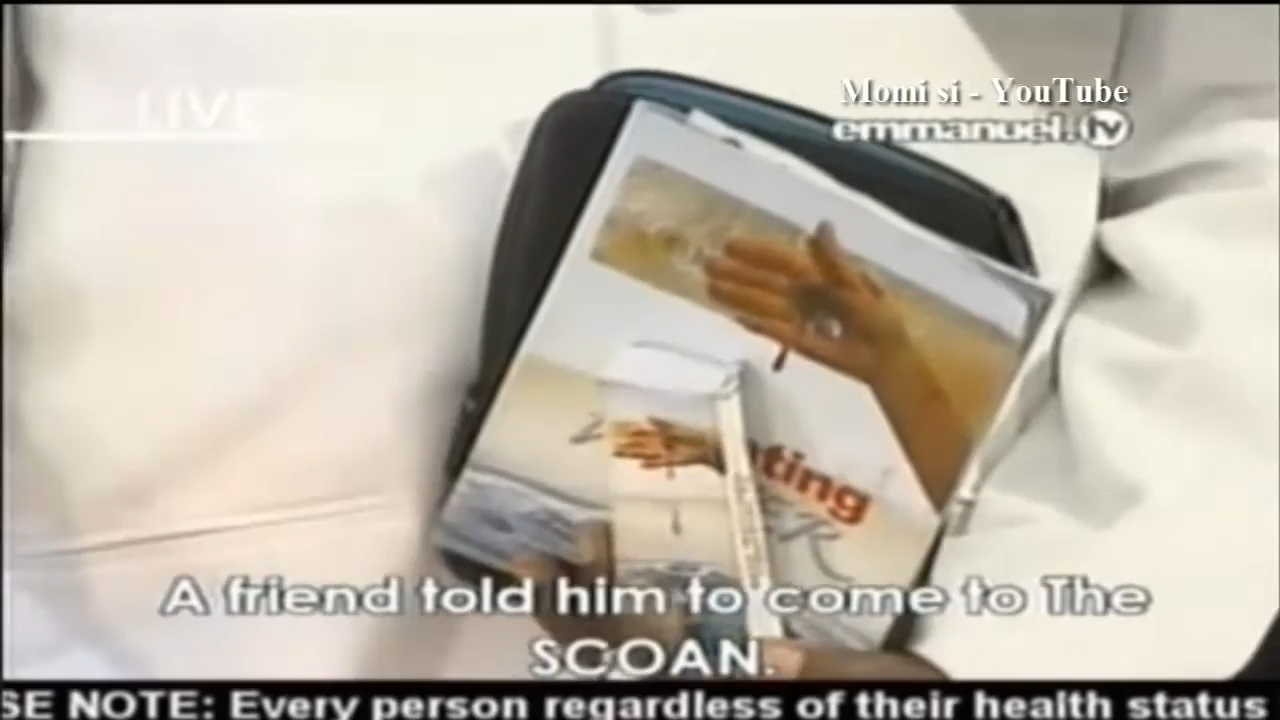 Momi si - YouTube
LIVE
emmanuel.tv
ting
A friend told him to come to The
SCOAN.
SE NOTE: Every person regardless of their health status